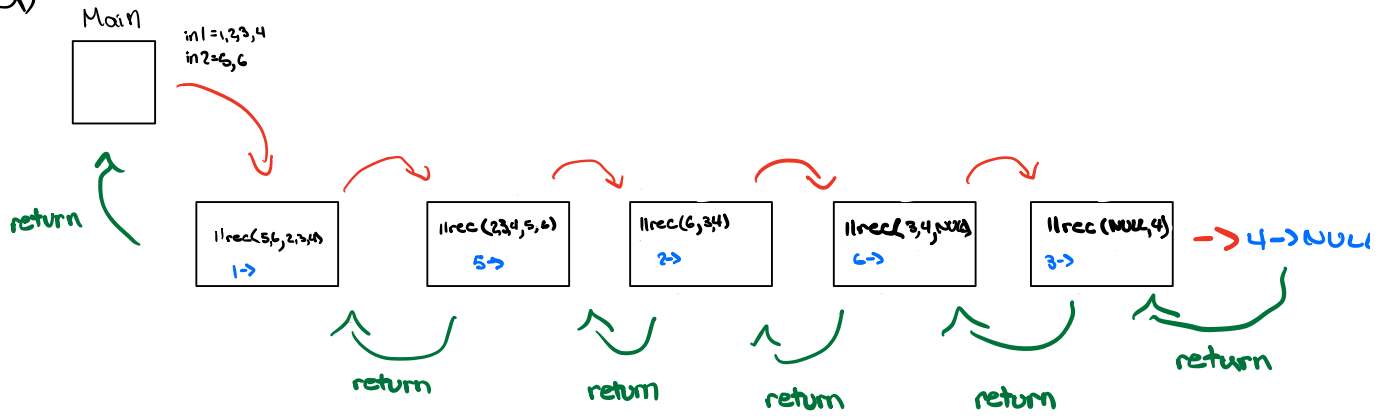 Main
in1=1,2,3,4
in2=5,6
return
llrec(5,6,2,3,4)
1->
llrec(2,3,4,5,6)
5->
llrec(6,3,4)
2->
llrec(3,4,NULL)
6->
llrec(NULL,4)
3->
->4->NULL
return
return
return
return
return